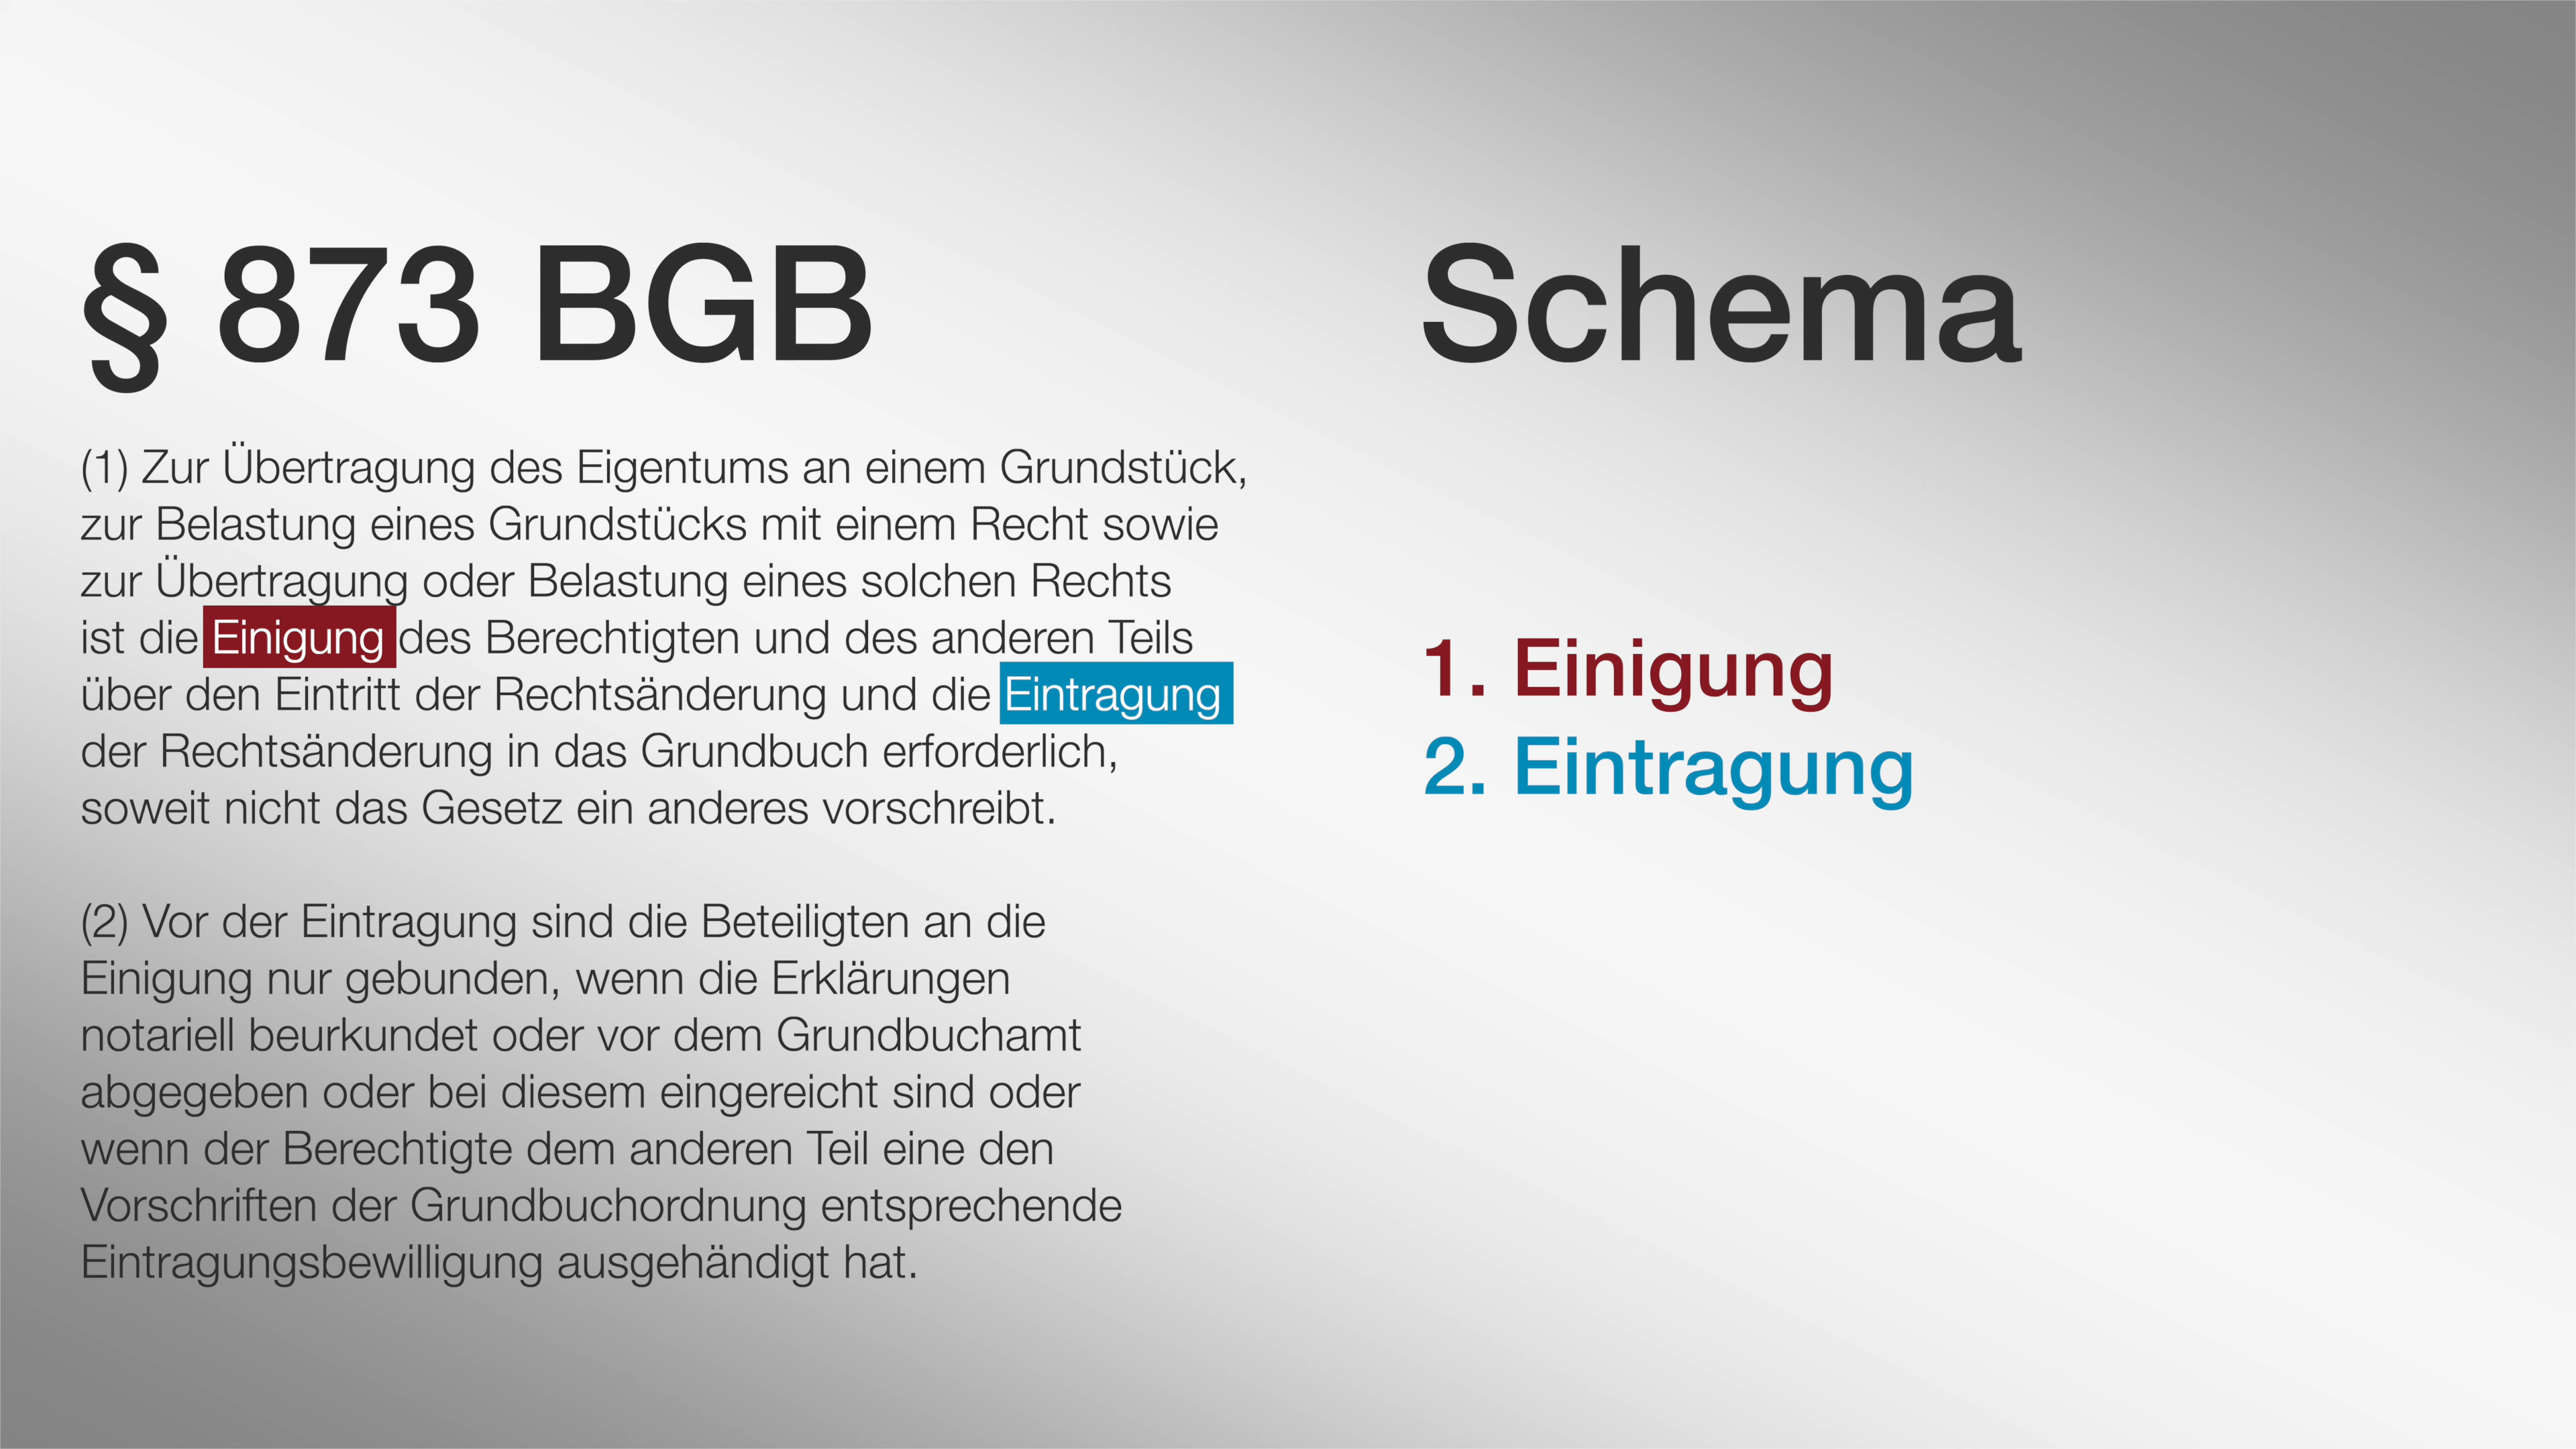 § 873 BGB
(1) Zur Übertragung des Eigentums an einem Grundstück,
zur Belastung eines Grundstücks mit einem Recht sowie
zur Übertragung oder Belastung eines solchen Rechts
ist die Einigung des Berechtigten und des anderen Teils
über den Eintritt der Rechtsänderung und die Eintragung
der Rechtsänderung in das Grundbuch erforderlich,
soweit nicht das Gesetz ein anderes vorschreibt.
(2) Vor der Eintragung sind die Beteiligten an die
Einigung nur gebunden, wenn die Erklärungen
notariell beurkundet oder vor dem Grundbuchamt
abgegeben oder bei diesem eingereicht sind oder
wenn der Berechtigte dem anderen Teil eine den
Vorschriften der Grundbuchordnung entsprechende
Eintragungsbewilligung ausgehändigt hat.
Schema
1. Einigung
2. Eintragung